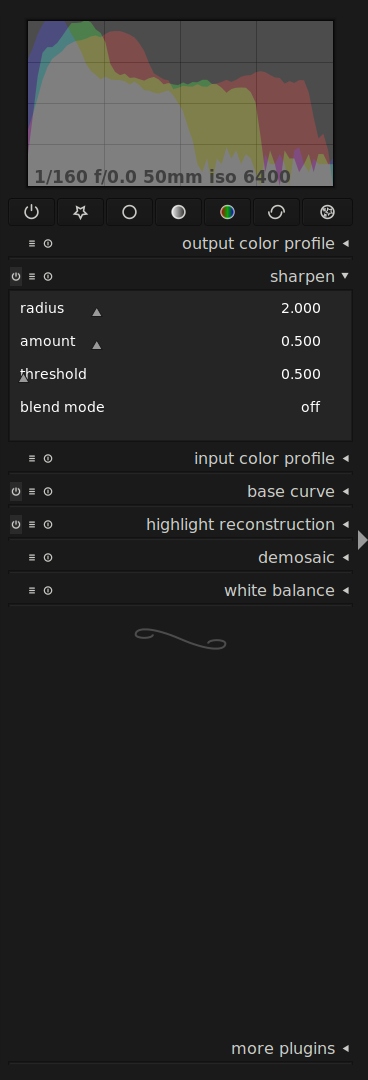 1/160 f/0.0 50mm iso 6400
output color profile
sharpen
radius 2.000
amount 0.500
threshold 0.500
blend mode off
input color profile
base curve
highlight reconstruction
demosaic
white balance
more plugins